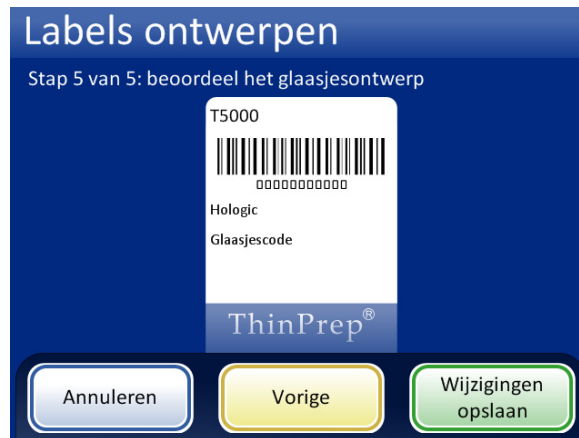 Labels ontwerpen
Stap 5 van 5: beoordeel het glaasjesontwerp
T5000
Hologic
Glaasjescode
ThinPrep®
Annuleren
Vorige
Wijzigingen
opslaan